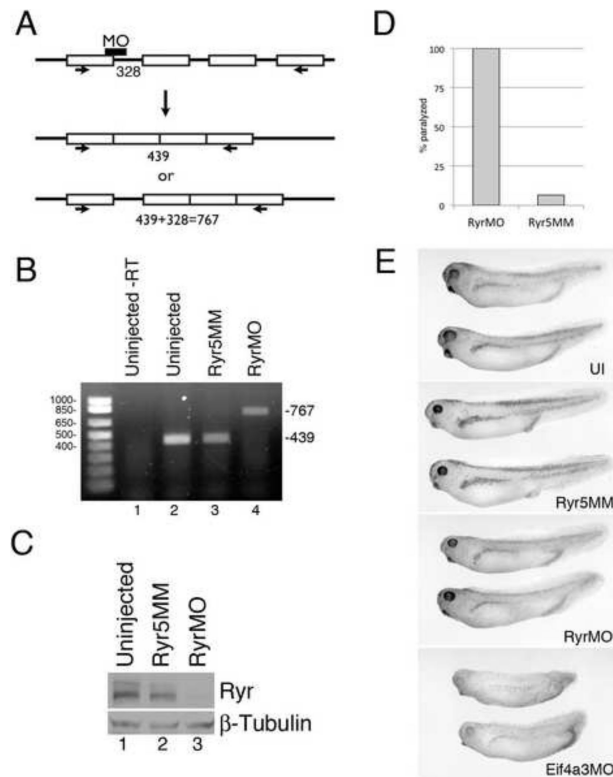 A
MO
328
439
or
439+328=767
B
Uninjected -RT
Uninjected
Ryr5MM
RyrMO
1000-
850-
650-
500-
400-
-767
-439
1 2 3 4
C
Uninjected
Ryr5MM
RyrMO
Ryr
β-Tubulin
1 2 3
D
% paralyzed
100
75
50
25
0
RyrMO Ryr5MM
E
UI
Ryr5MM
RyrMO
Eif4a3MO